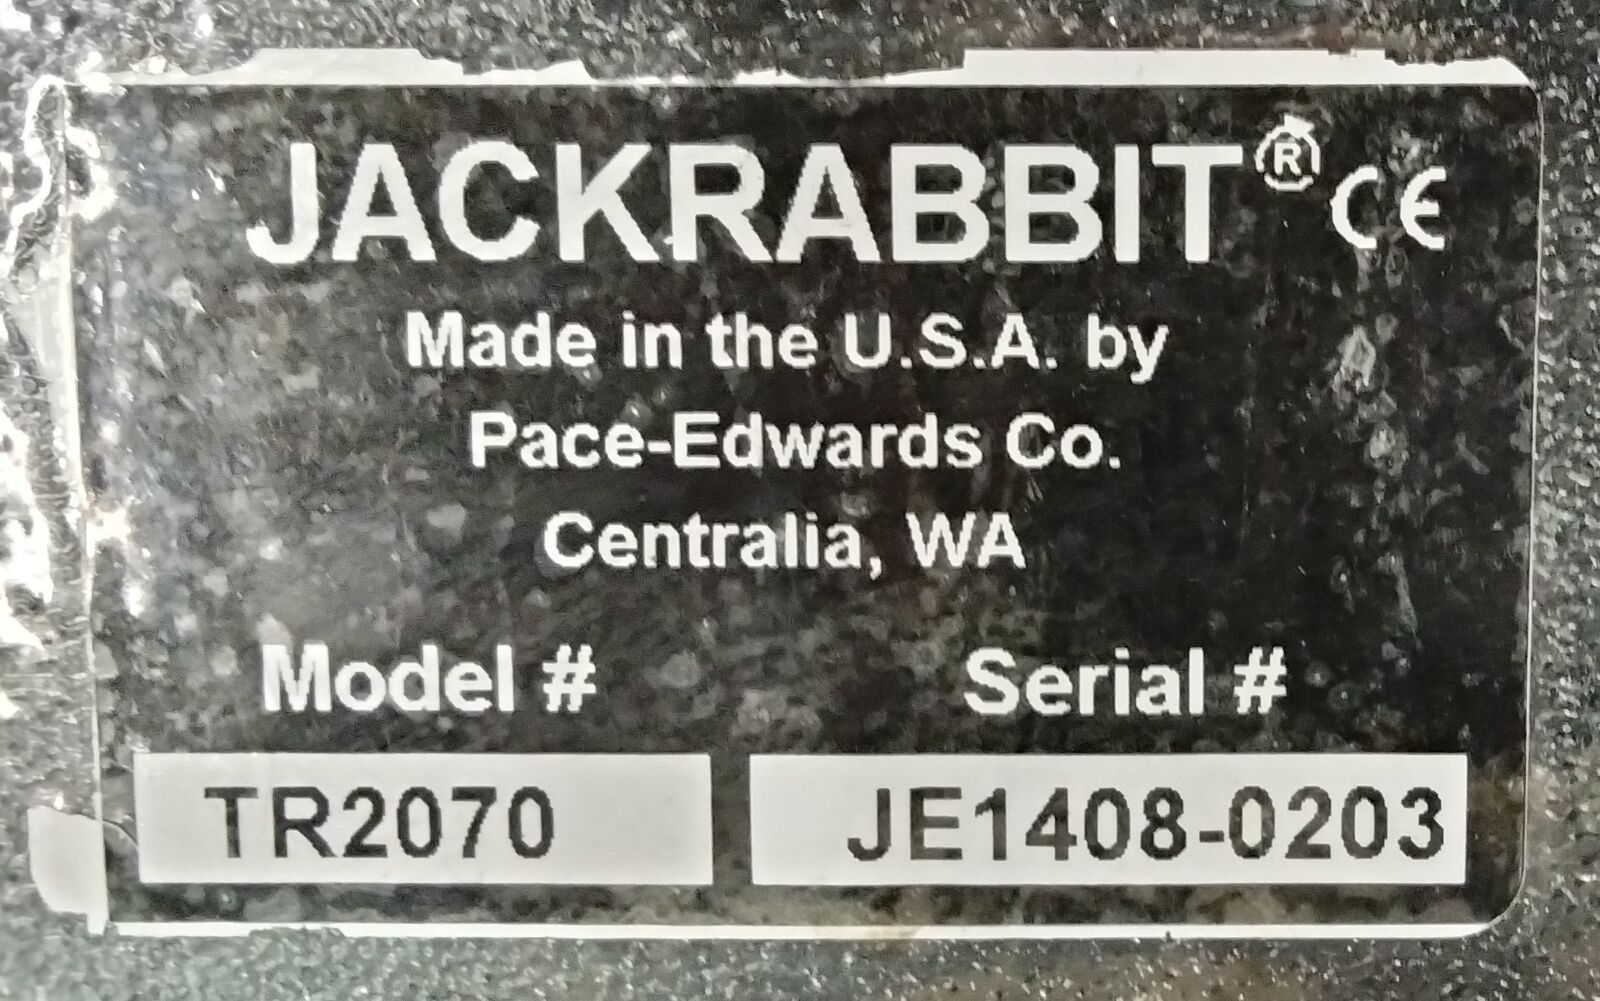 JACKRABBIT® CE
Made in the U.S.A. by
Pace-Edwards Co.
Centralia, WA
Model # Serial #
TR2070 JE1408-0203